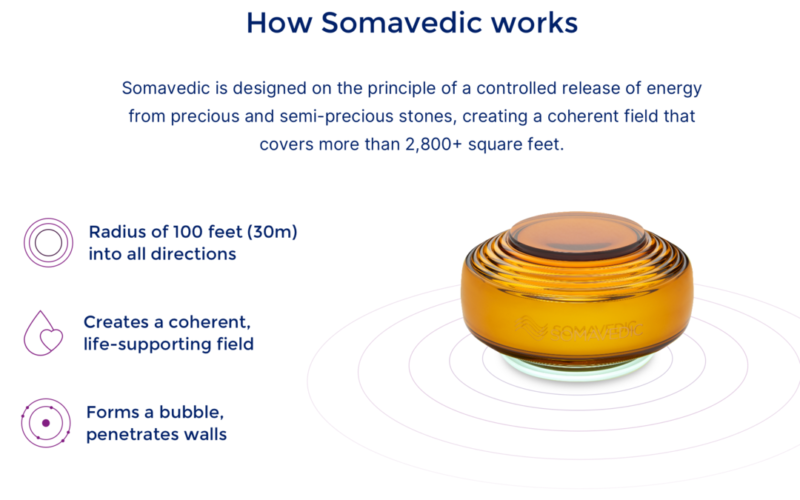 How Somavedic works
Somavedic is designed on the principle of a controlled release of energy
from precious and semi-precious stones, creating a coherent field that
covers more than 2,800+ square feet.
Radius of 100 feet (30m)
into all directions
SOMAVEDIC
Creates a coherent,
life-supporting field
Forms a bubble,
penetrates walls